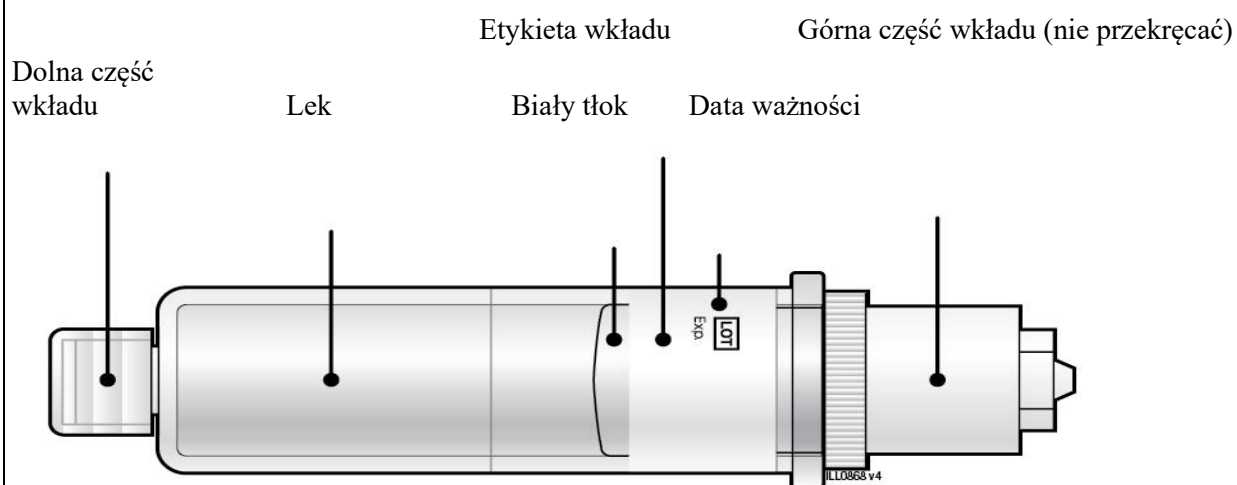 Etykieta wkładu
Górna część wkładu (nie przekręcać)
Dolna część
wkładu
Lek
Biały tłok
Data ważności
LOT
Exp.
ILL0868 v4